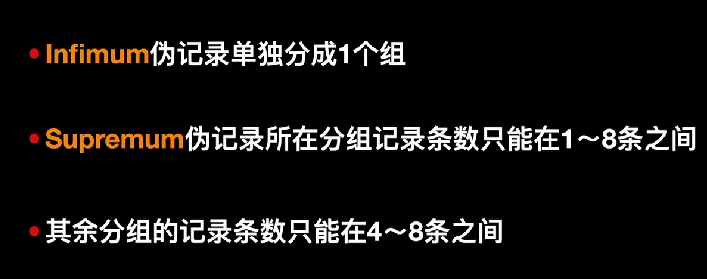 • Infimum伪记录单独分成1个组
• Supremum伪记录所在分组记录条数只能在1～8条之间
• 其余分组的记录条数只能在4～8条之间